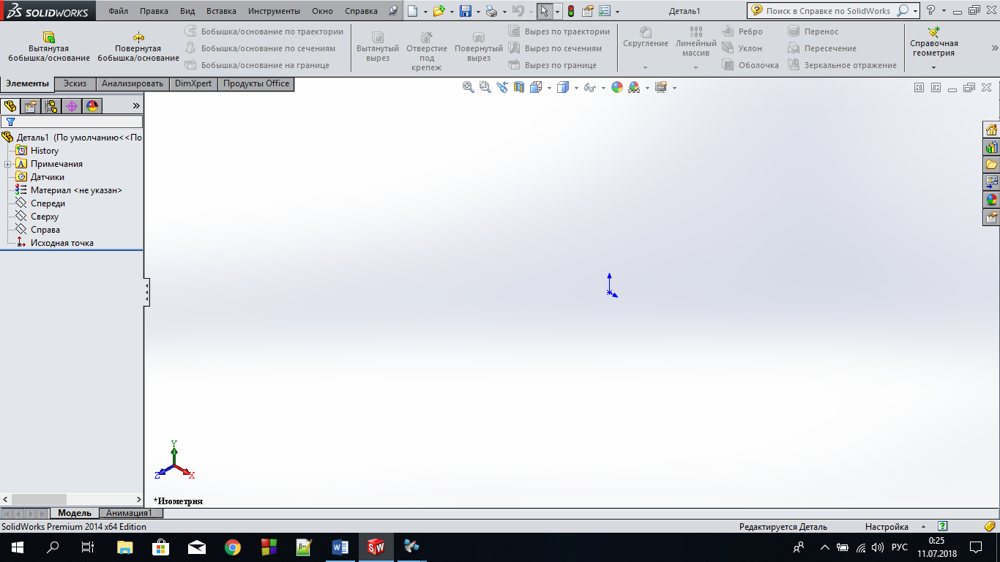 SOLIDWORKS
Файл Правка Вид Вставка Инструменты Окно Справка
Деталь1
Поиск в Справке по SolidWorks
Вытянутая
бобышка/основание
Повернутая
бобышка/основание
Бобышка/основание по траектории
Бобышка/основание по сечениям
Бобышка/основание на границе
Вытянутый
вырез
Отверстие
под
крепеж
Повернутый
вырез
Вырез по траектории
Вырез по сечениям
Вырез по границе
Скругление
Линейный
массив
Ребро
Уклон
Оболочка
Перенос
Пересечение
Зеркальное отражение
Справочная
геометрия
Элементы Эскиз Анализировать DimXpert Продукты Office
Деталь1 (По умолчанию<<По
History
Примечания
Датчики
Материал <не указан>
Спереди
Сверху
Справа
Исходная точка
Y
Z X
*Изометрия
Модель Анимация1
SolidWorks Premium 2014 x64 Edition
Редактируется Деталь
Настройка
РУС
0:25
11.07.2018